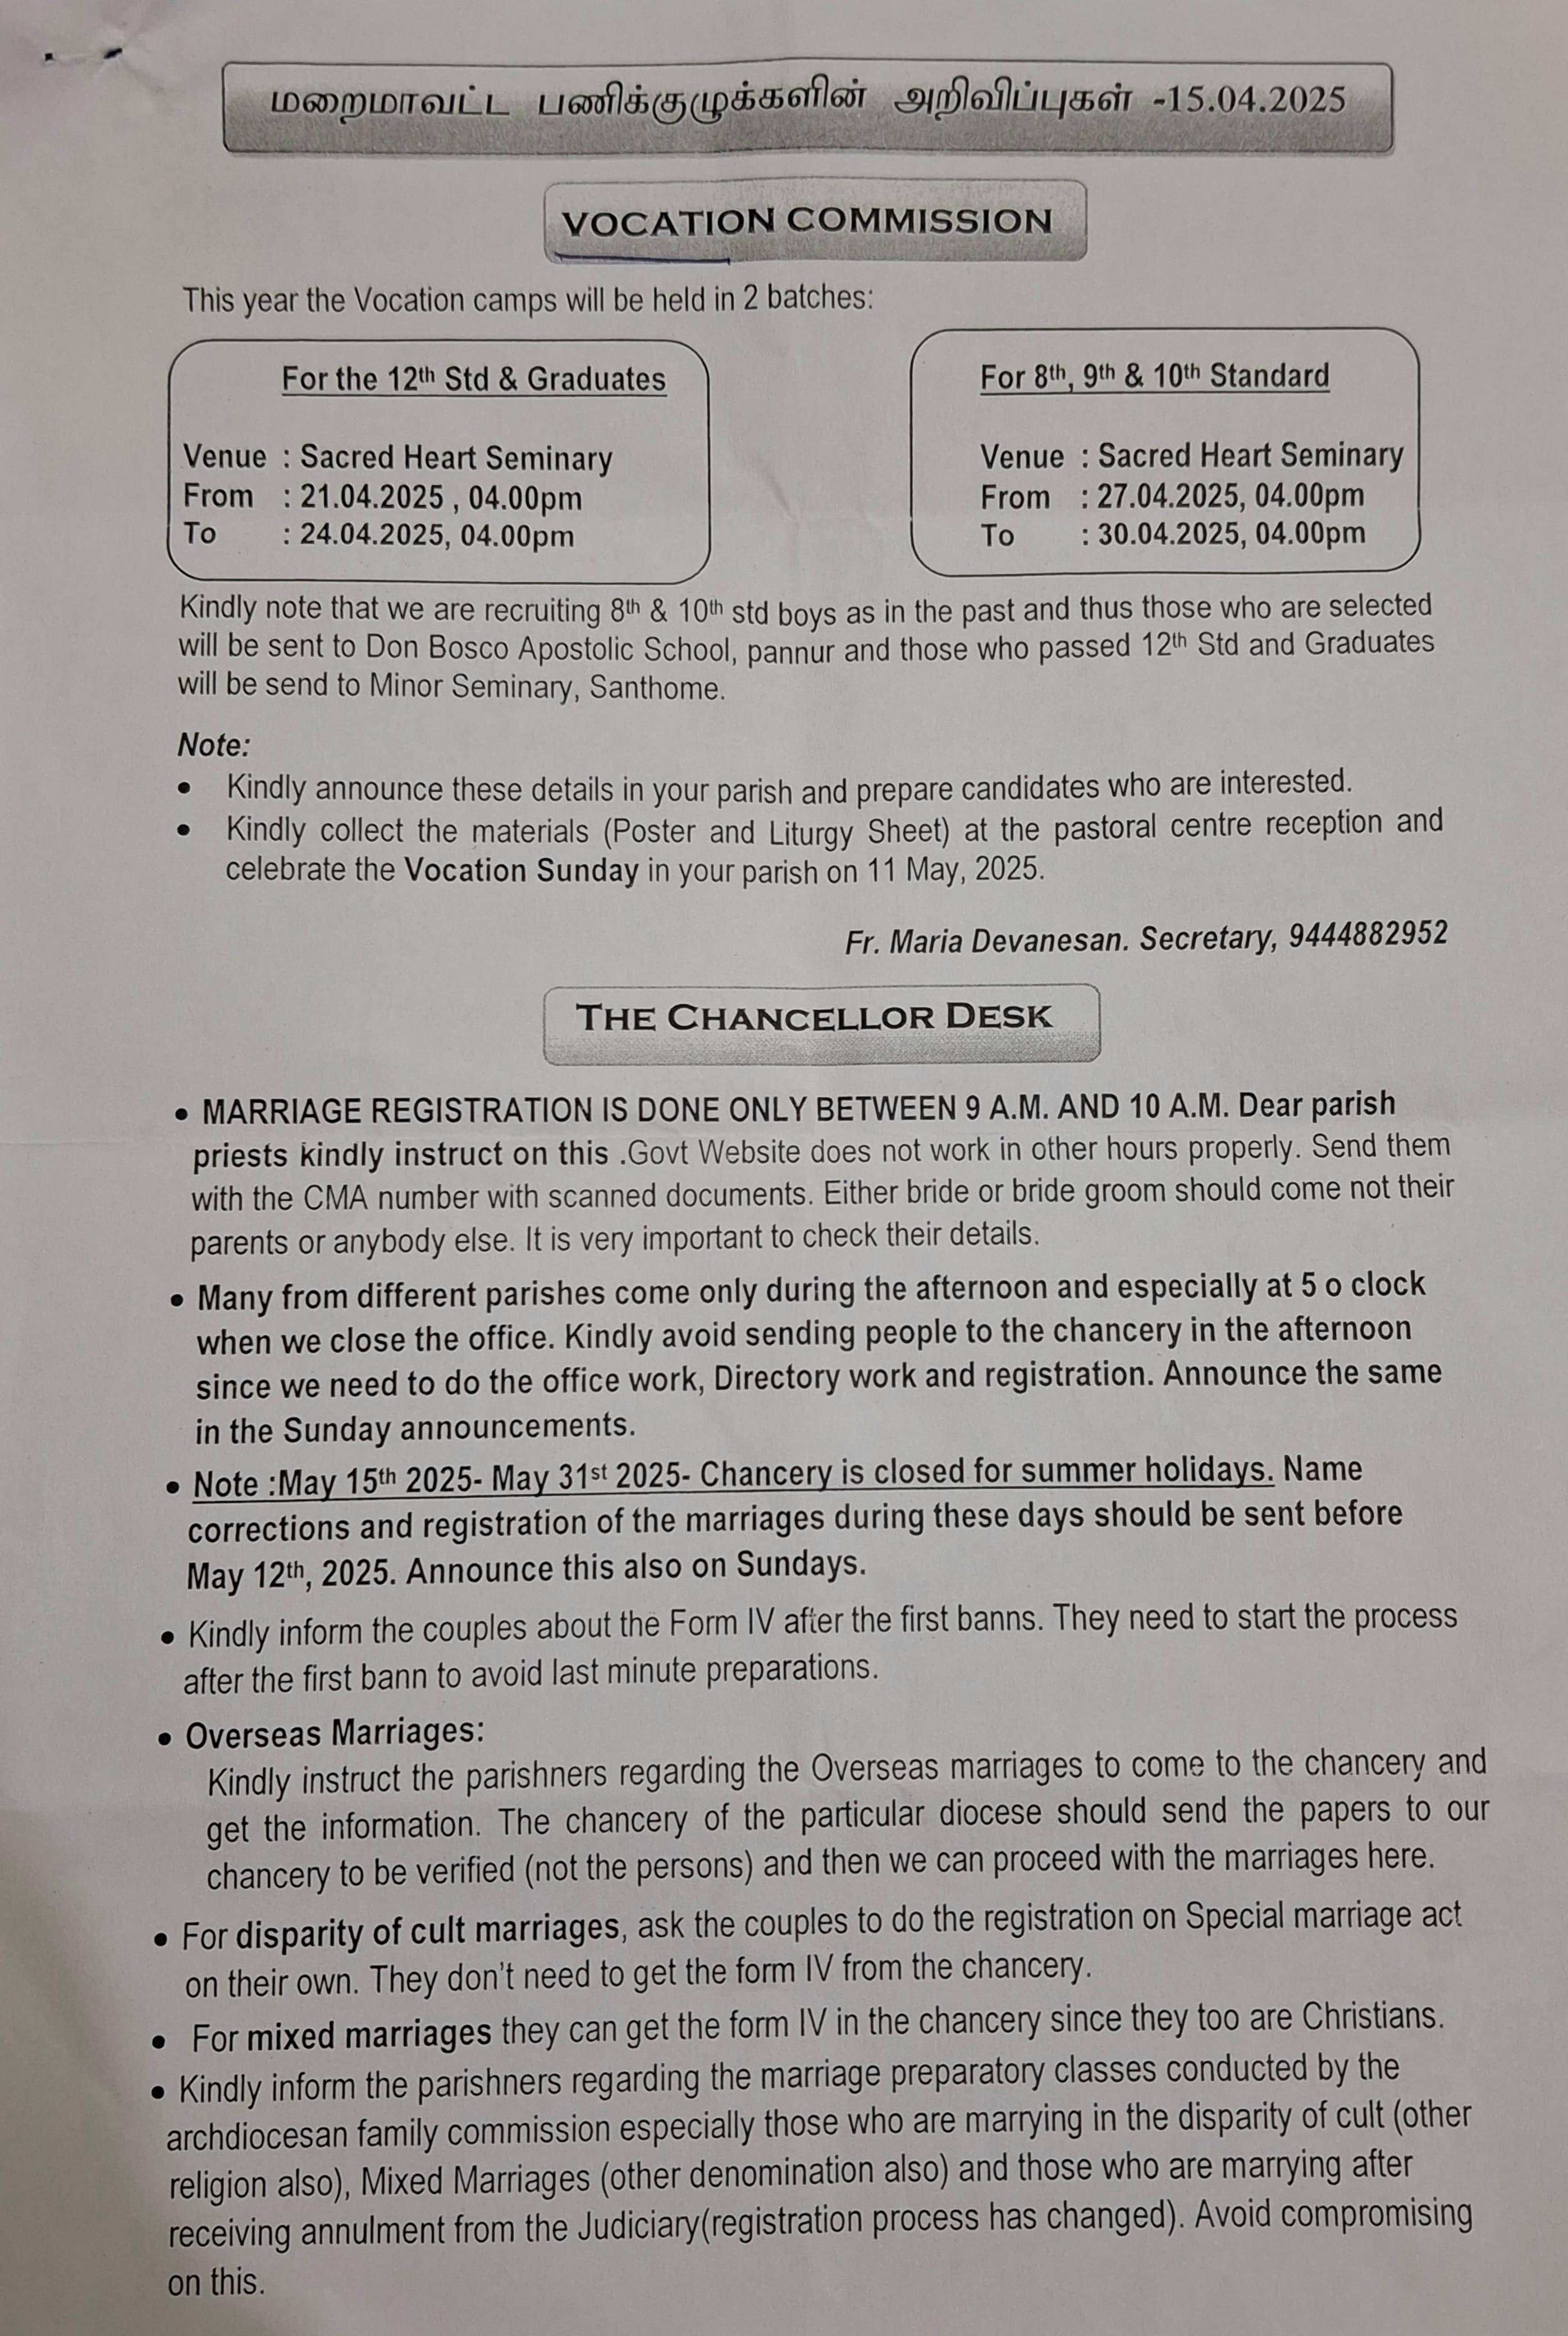 மறைமாவட்ட பணிக்குழுக்களின் அறிவிப்புகள் -15.04.2025
VOCATION COMMISSION
This year the Vocation camps will be held in 2 batches:
For the 12th Std & Graduates
Venue : Sacred Heart Seminary
From : 21.04.2025 , 04.00pm
To : 24.04.2025, 04.00pm
For 8th, 9th & 10th Standard
Venue : Sacred Heart Seminary
From : 27.04.2025, 04.00pm
To : 30.04.2025, 04.00pm
Kindly note that we are recruiting 8th & 10th std boys as in the past and thus those who are selected
will be sent to Don Bosco Apostolic School, pannur and those who passed 12th Std and Graduates
will be send to Minor Seminary, Santhome.
Note:
• Kindly announce these details in your parish and prepare candidates who are interested.
• Kindly collect the materials (Poster and Liturgy Sheet) at the pastoral centre reception and
celebrate the Vocation Sunday in your parish on 11 May, 2025.
Fr. Maria Devanesan. Secretary, 9444882952
THE CHANCELLOR DESK
• MARRIAGE REGISTRATION IS DONE ONLY BETWEEN 9 A.M. AND 10 A.M. Dear parish
priests kindly instruct on this .Govt Website does not work in other hours properly. Send them
with the CMA number with scanned documents. Either bride or bride groom should come not their
parents or anybody else. It is very important to check their details.
• Many from different parishes come only during the afternoon and especially at 5 o clock
when we close the office. Kindly avoid sending people to the chancery in the afternoon
since we need to do the office work, Directory work and registration. Announce the same
in the Sunday announcements.
• Note :May 15th 2025- May 31st 2025- Chancery is closed for summer holidays. Name
corrections and registration of the marriages during these days should be sent before
May 12th, 2025. Announce this also on Sundays.
• Kindly inform the couples about the Form IV after the first banns. They need to start the process
after the first bann to avoid last minute preparations.
• Overseas Marriages:
Kindly instruct the parishners regarding the Overseas marriages to come to the chancery and
get the information. The chancery of the particular diocese should send the papers to our
chancery to be verified (not the persons) and then we can proceed with the marriages here.
• For disparity of cult marriages, ask the couples to do the registration on Special marriage act
on their own. They don't need to get the form IV from the chancery.
• For mixed marriages they can get the form IV in the chancery since they too are Christians.
• Kindly inform the parishners regarding the marriage preparatory classes conducted by the
archdiocesan family commission especially those who are marrying in the disparity of cult (other
religion also), Mixed Marriages (other denomination also) and those who are marrying after
receiving annulment from the Judiciary(registration process has changed). Avoid compromising
on this.